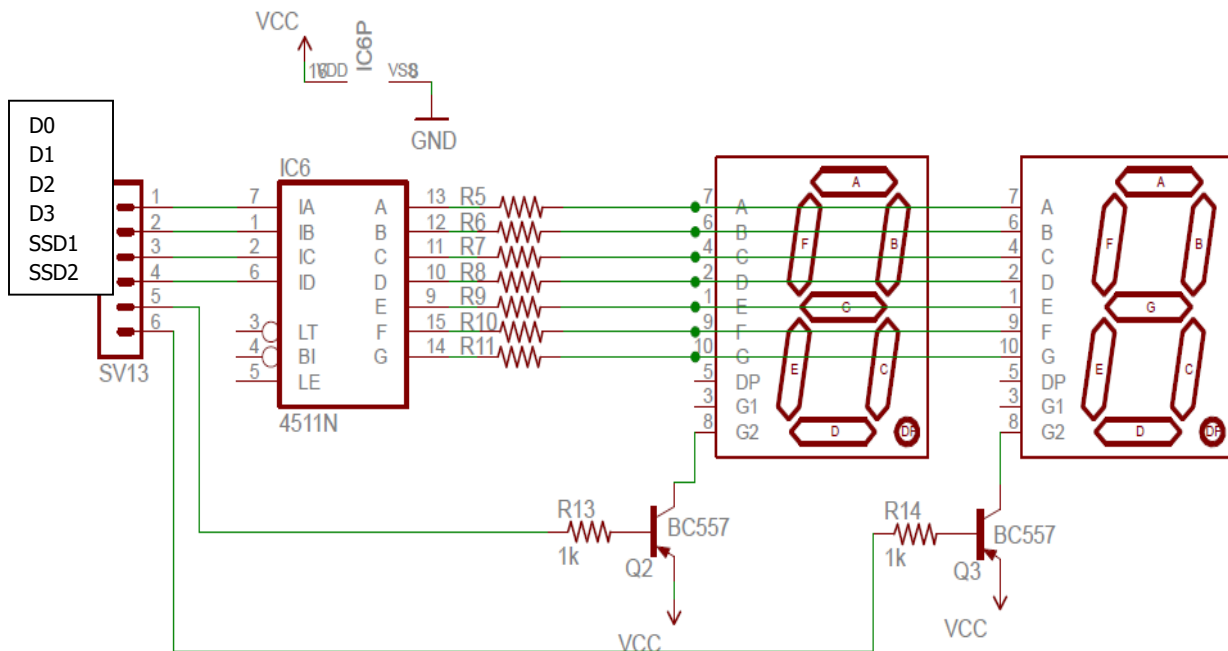 VCC
IC6P
16 VDD VSS 8
GND
D0
D1
D2
D3
SSD1
SSD2
SV13
1
2
3
4
5
6
IC6
7 IA A 13 R5
1 IB B 12 R6
2 IC C 11 R7
6 ID D 10 R8
E 9 R9
3 LT F 15 R10
4 BI G 14 R11
5 LE
4511N
7 A
6 B
4 C
2 D
1 E
9 F
10 G
5 DP
3 G1
8 G2
A
F B
G
E C
D DP
7 A
6 B
4 C
2 D
1 E
9 F
10 G
5 DP
3 G1
8 G2
A
F B
G
E C
D DP
R13
1k
BC557
Q2
VCC
R14
1k
BC557
Q3
VCC